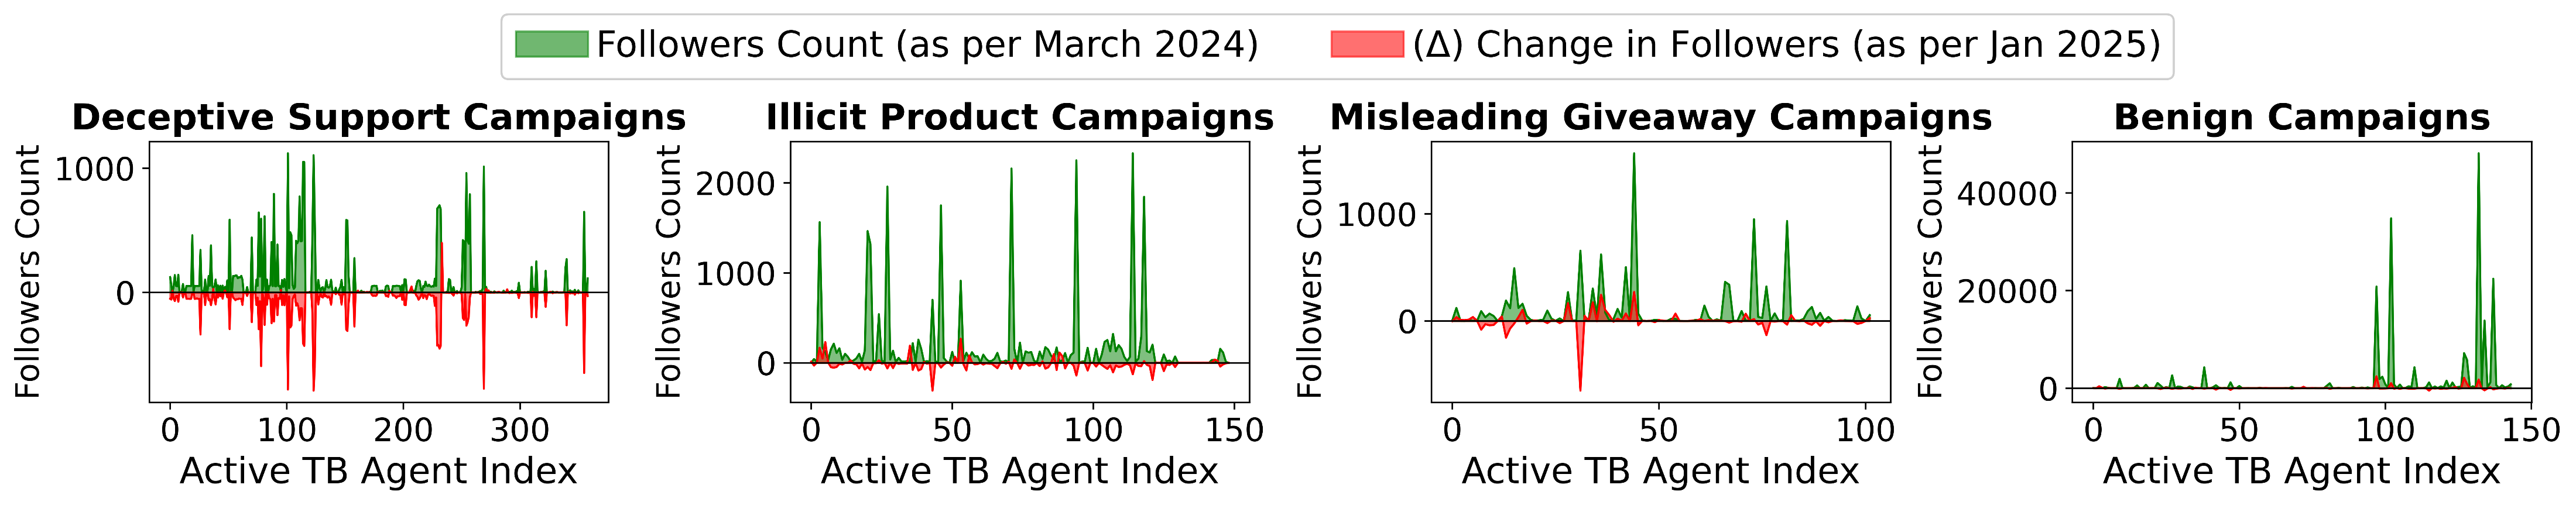 Followers Count (as per March 2024) (Δ) Change in Followers (as per Jan 2025)
Deceptive Support Campaigns
Followers Count
1000
0
0 100 200 300
Active TB Agent Index
Illicit Product Campaigns
Followers Count
2000
1000
0
0 50 100 150
Active TB Agent Index
Misleading Giveaway Campaigns
Followers Count
1000
0
0 50 100
Active TB Agent Index
Benign Campaigns
Followers Count
40000
20000
0
0 50 100 150
Active TB Agent Index